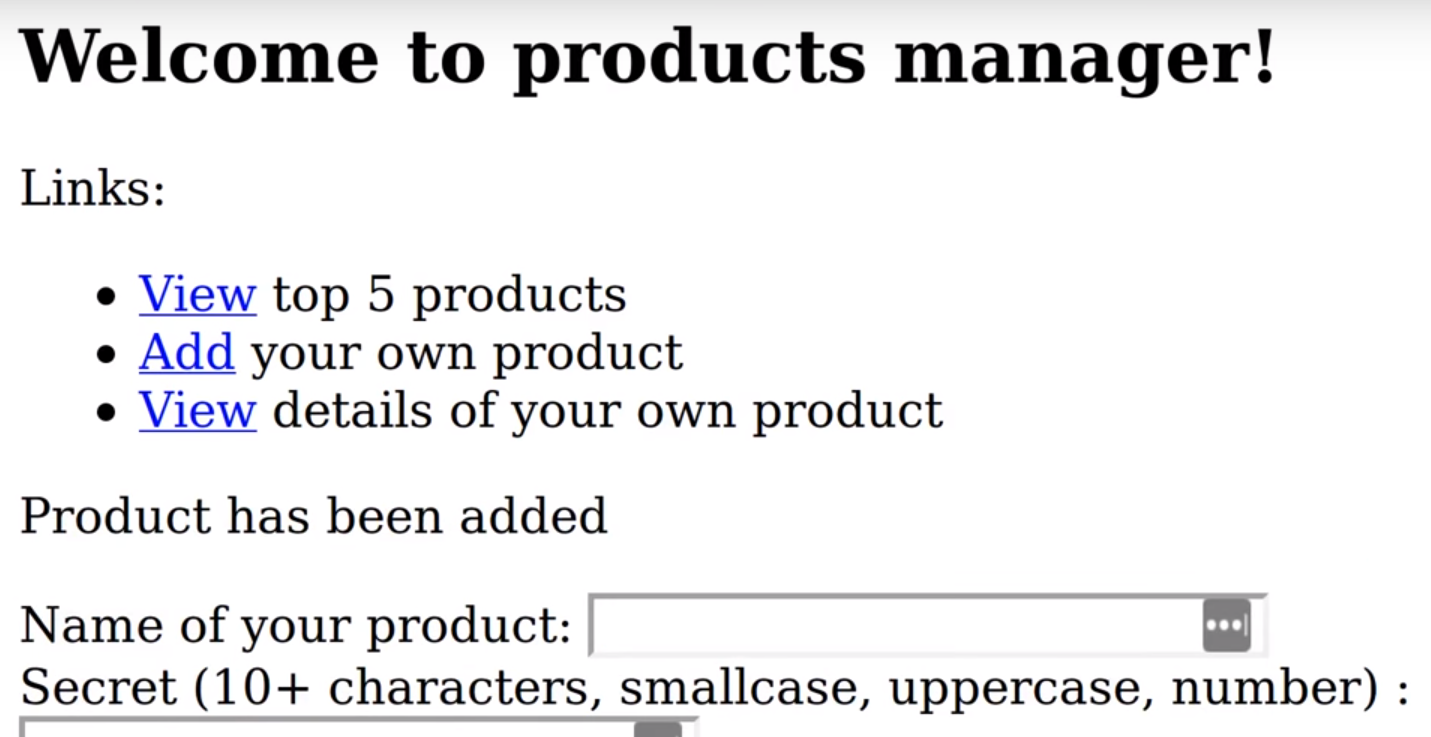 Welcome to products manager!
Links:
View top 5 products
Add your own product
View details of your own product
Product has been added
Name of your product:
Secret (10+ characters, smallcase, uppercase, number) :